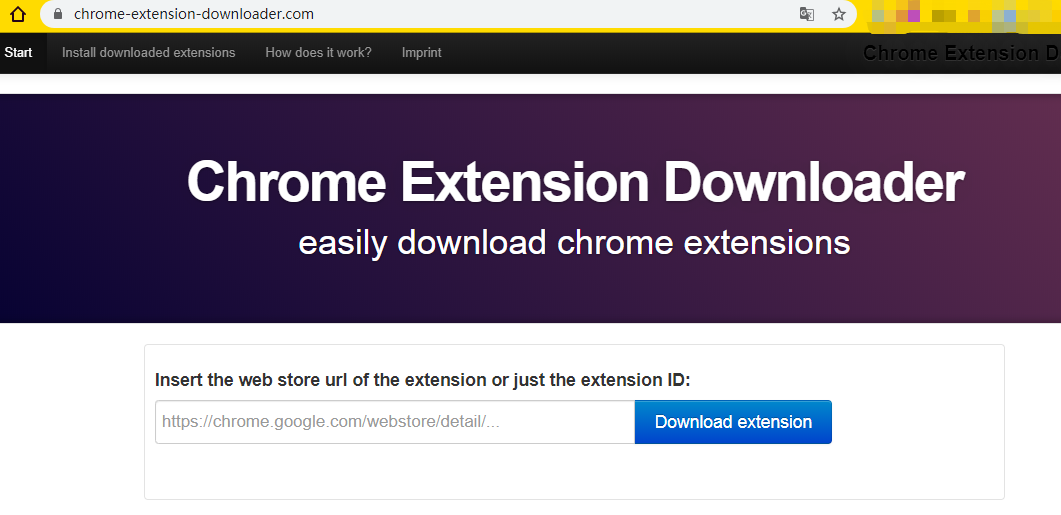 chrome-extension-downloader.com
Start Install downloaded extensions How does it work? Imprint Chrome Extension D
Chrome Extension Downloader
easily download chrome extensions
Insert the web store url of the extension or just the extension ID:
https://chrome.google.com/webstore/detail/... Download extension